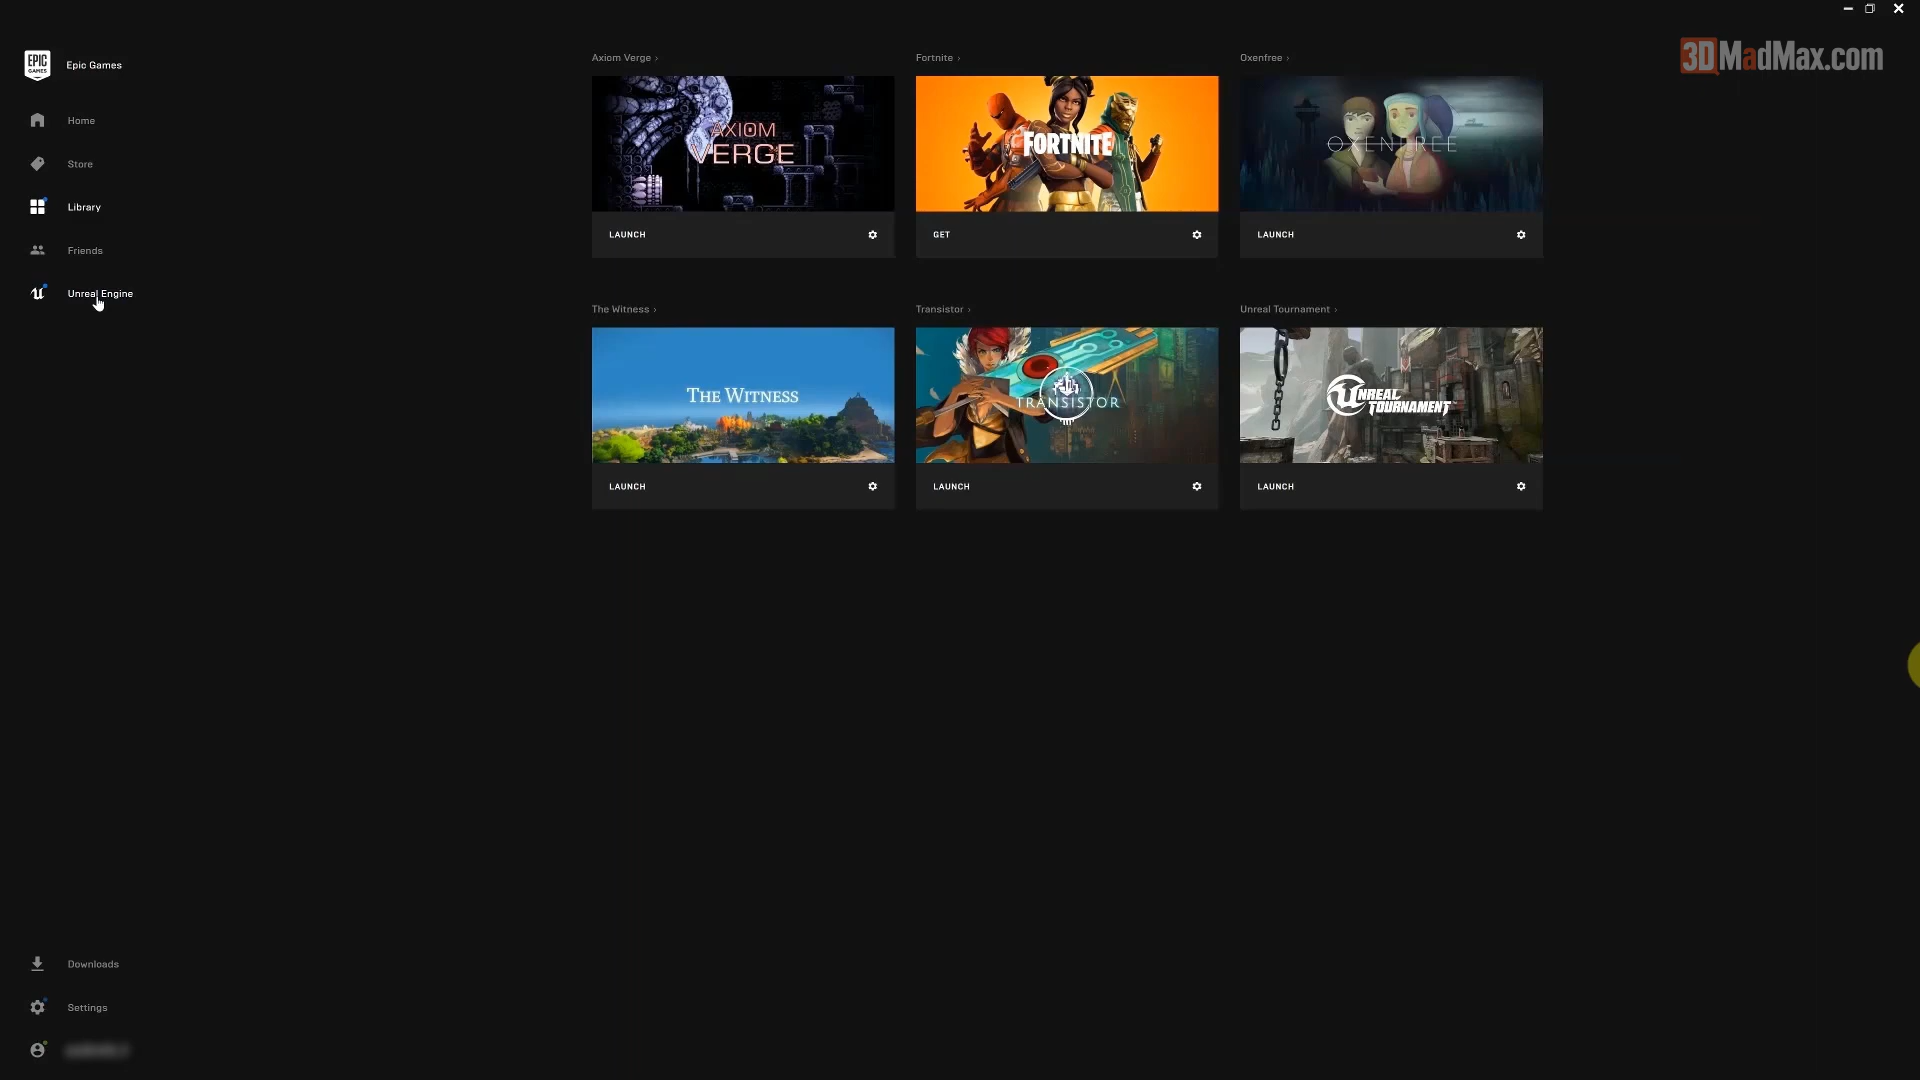 3DMadMax.com
EPIC
GAMES
Epic Games
Home
Store
Library
Friends
Unreal Engine
Axiom Verge ›
Fortnite ›
Oxenfree ›
AXIOM
VERGE
FORTNITE
OXENFREE
LAUNCH
GET
LAUNCH
The Witness ›
Transistor ›
Unreal Tournament ›
THE WITNESS
TRANSISTOR
UNREAL
TOURNAMENT
LAUNCH
LAUNCH
LAUNCH
Downloads
Settings